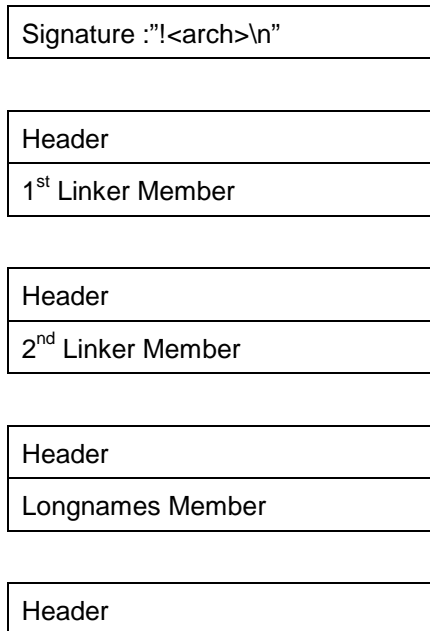 Signature :”!<arch>\n”
Header
1st Linker Member
Header
2nd Linker Member
Header
Longnames Member
Header